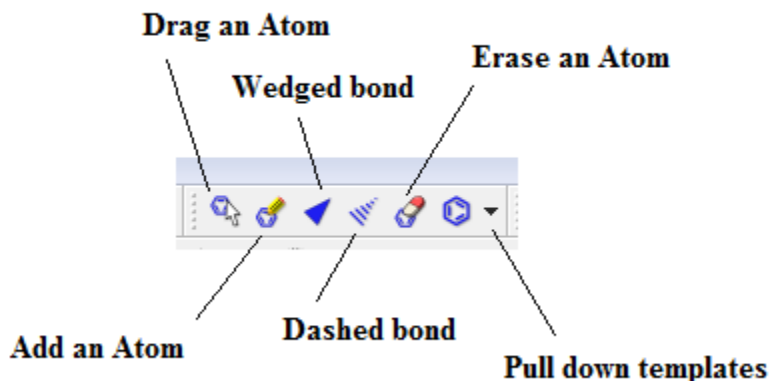 Drag an Atom
Erase an Atom
Wedged bond
Dashed bond
Add an Atom
Pull down templates